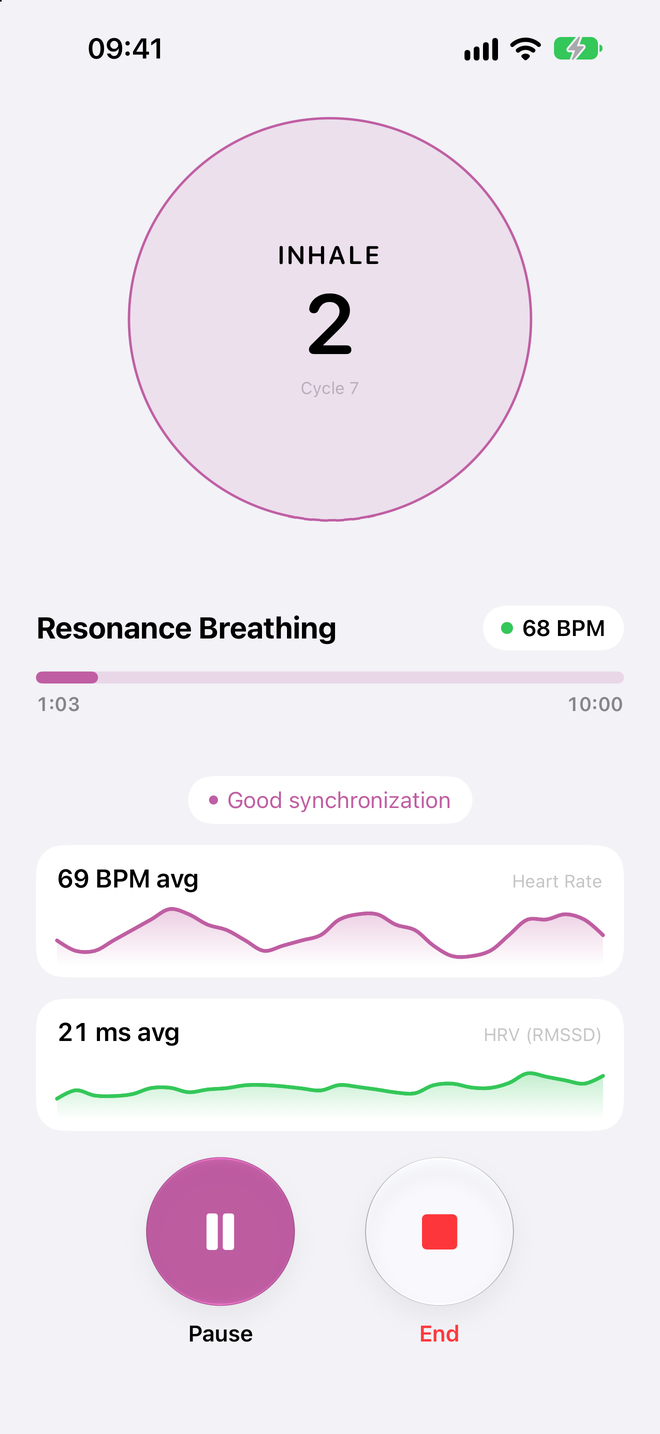 09:41
INHALE
2
Cycle 7
Resonance Breathing
68 BPM
1:03
10:00
Good synchronization
69 BPM avg
Heart Rate
21 ms avg
HRV (RMSSD)
Pause
End